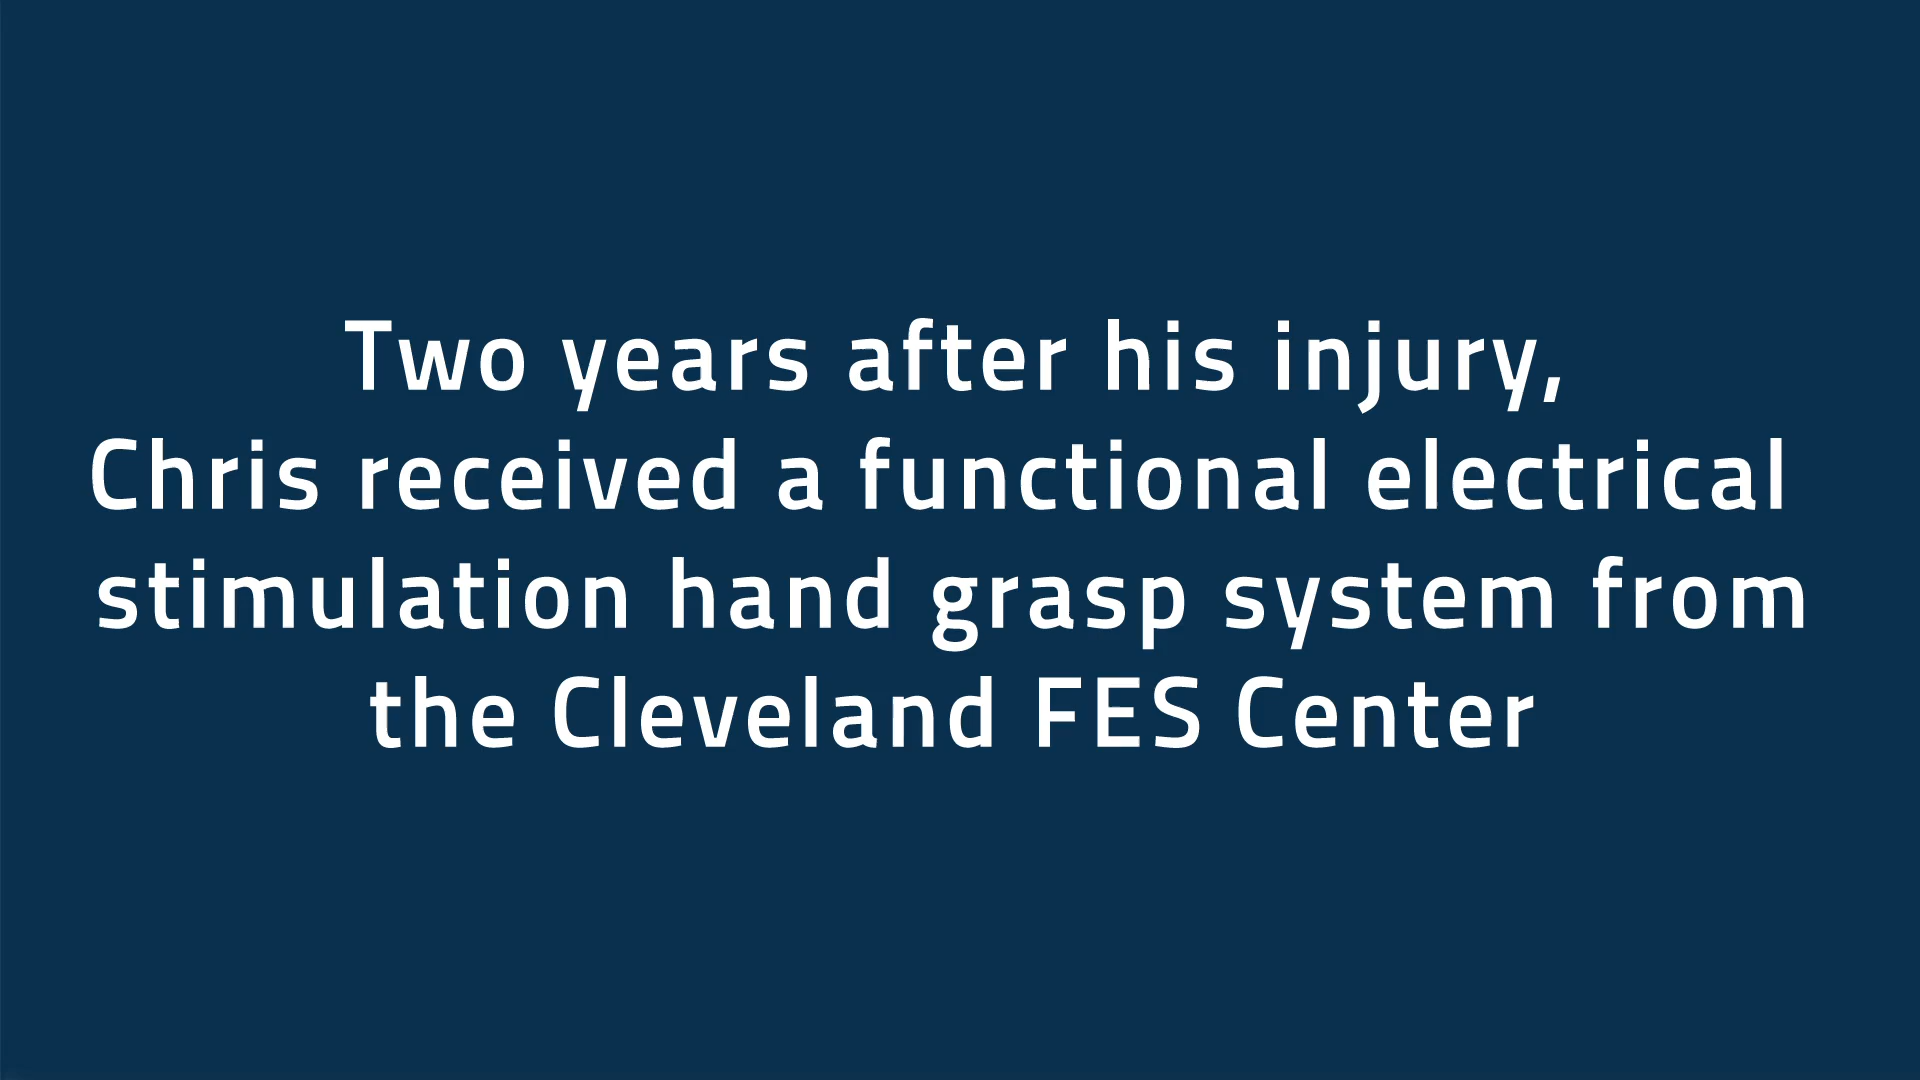 Two years after his injury,
Chris received a functional electrical
stimulation hand grasp system from
the Cleveland FES Center